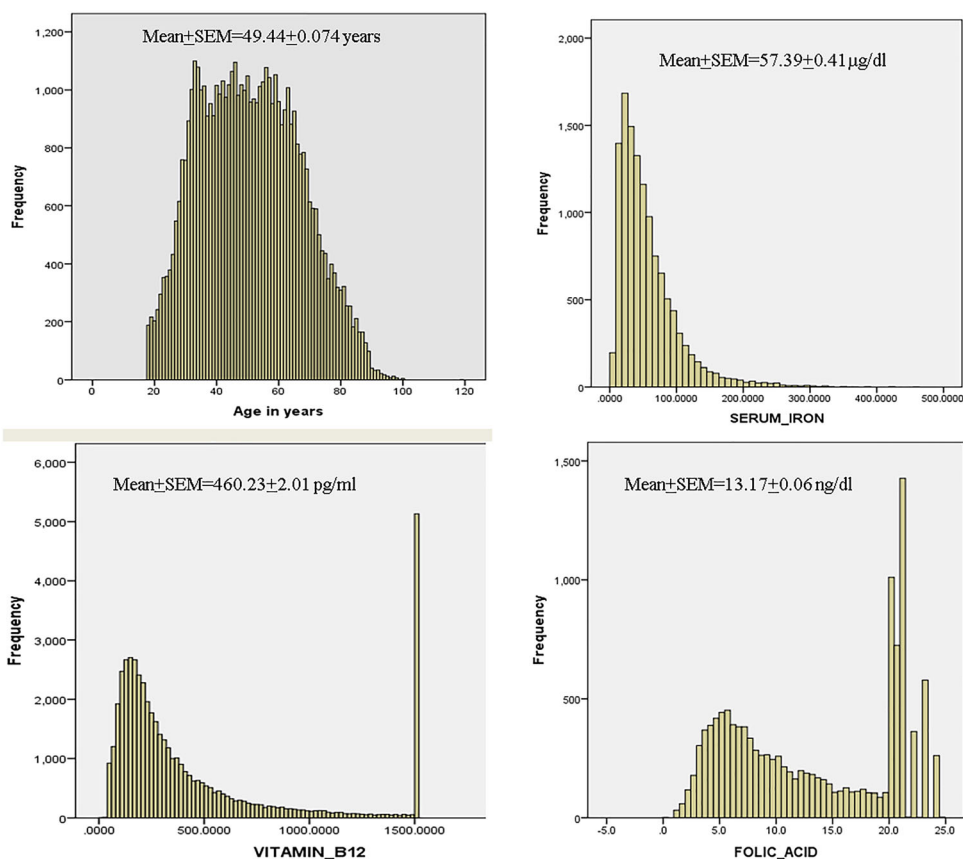 Mean±SEM=49.44±0.074 years
1,200
1,000
800
600
400
200
0
Frequency
0 20 40 60 80 100 120
Age in years
Mean±SEM=57.39±0.41 µg/dl
2,000
1,500
1,000
500
0
Frequency
.0000 100.0000 200.0000 300.0000 400.0000 500.0000
SERUM_IRON
Mean±SEM=460.23±2.01 pg/ml
6,000
5,000
4,000
3,000
2,000
1,000
0
Frequency
.0000 500.0000 1000.0000 1500.0000
VITAMIN_B12
Mean±SEM=13.17±0.06 ng/dl
1,500
1,000
500
0
Frequency
-5.0 .0 5.0 10.0 15.0 20.0 25.0
FOLIC_ACID